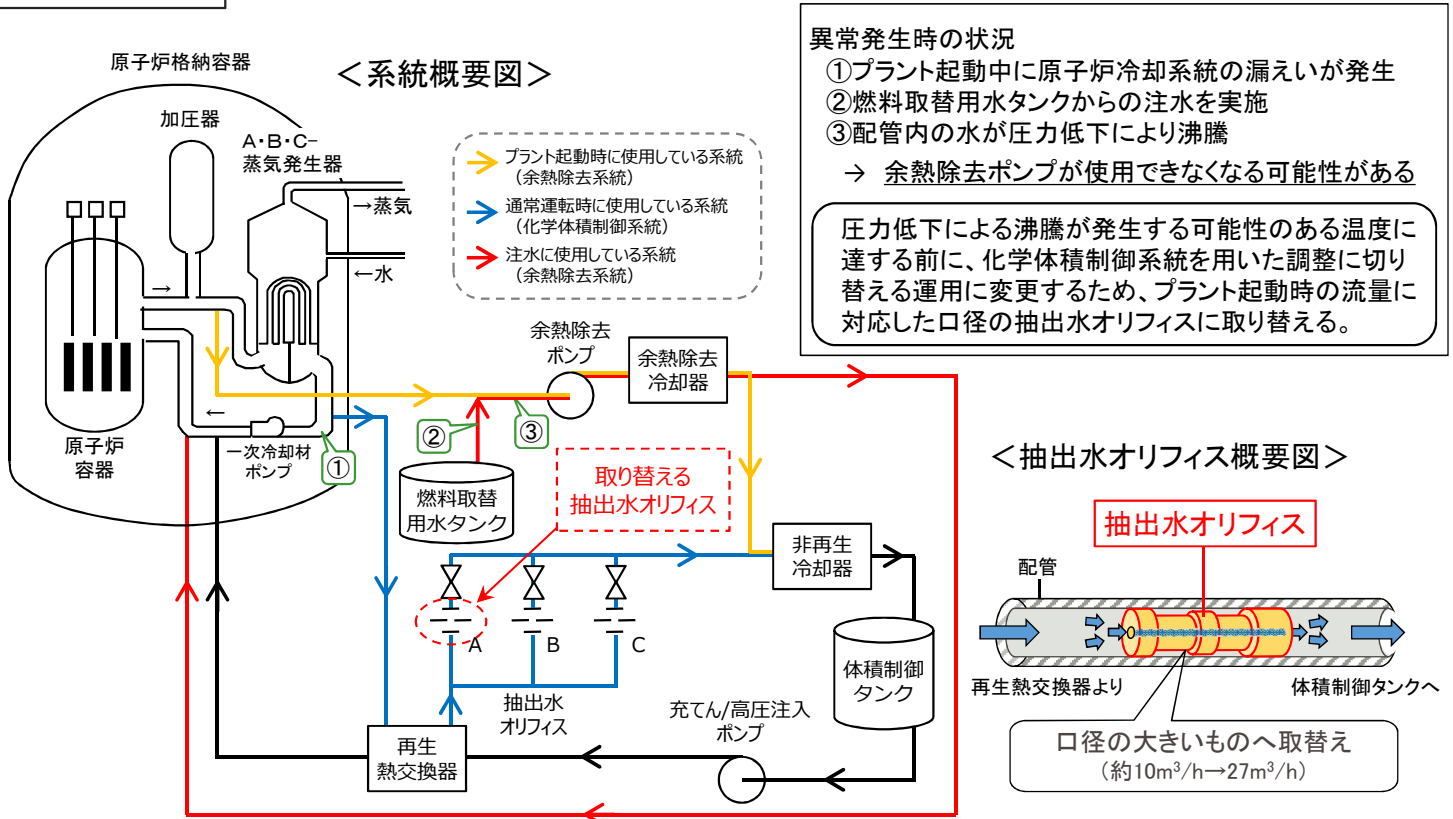 ＜系統概要図＞
原子炉格納容器
加圧器
A・B・C-
蒸気発生器
→蒸気
←水
→
←
原子炉
容器
一次冷却材
ポンプ
①
プラント起動時に使用している系統
（余熱除去系統）
通常運転時に使用している系統
（化学体積制御系統）
注水に使用している系統
（余熱除去系統）
異常発生時の状況
①プラント起動中に原子炉冷却系統の漏えいが発生
②燃料取替用水タンクからの注水を実施
③配管内の水が圧力低下により沸騰
→ 余熱除去ポンプが使用できなくなる可能性がある
圧力低下による沸騰が発生する可能性のある温度に
達する前に、化学体積制御系統を用いた調整に切り
替える運用に変更するため、プラント起動時の流量に
対応した口径の抽出水オリフィスに取り替える。
余熱除去
ポンプ
余熱除去
冷却器
②
③
燃料取替
用水タンク
取り替える
抽出水オリフィス
非再生
冷却器
A
B
C
抽出水
オリフィス
体積制御
タンク
充てん/高圧注入
ポンプ
再生
熱交換器
＜抽出水オリフィス概要図＞
抽出水オリフィス
配管
再生熱交換器より
体積制御タンクへ
口径の大きいものへ取替え
（約10m³/h→27m³/h）